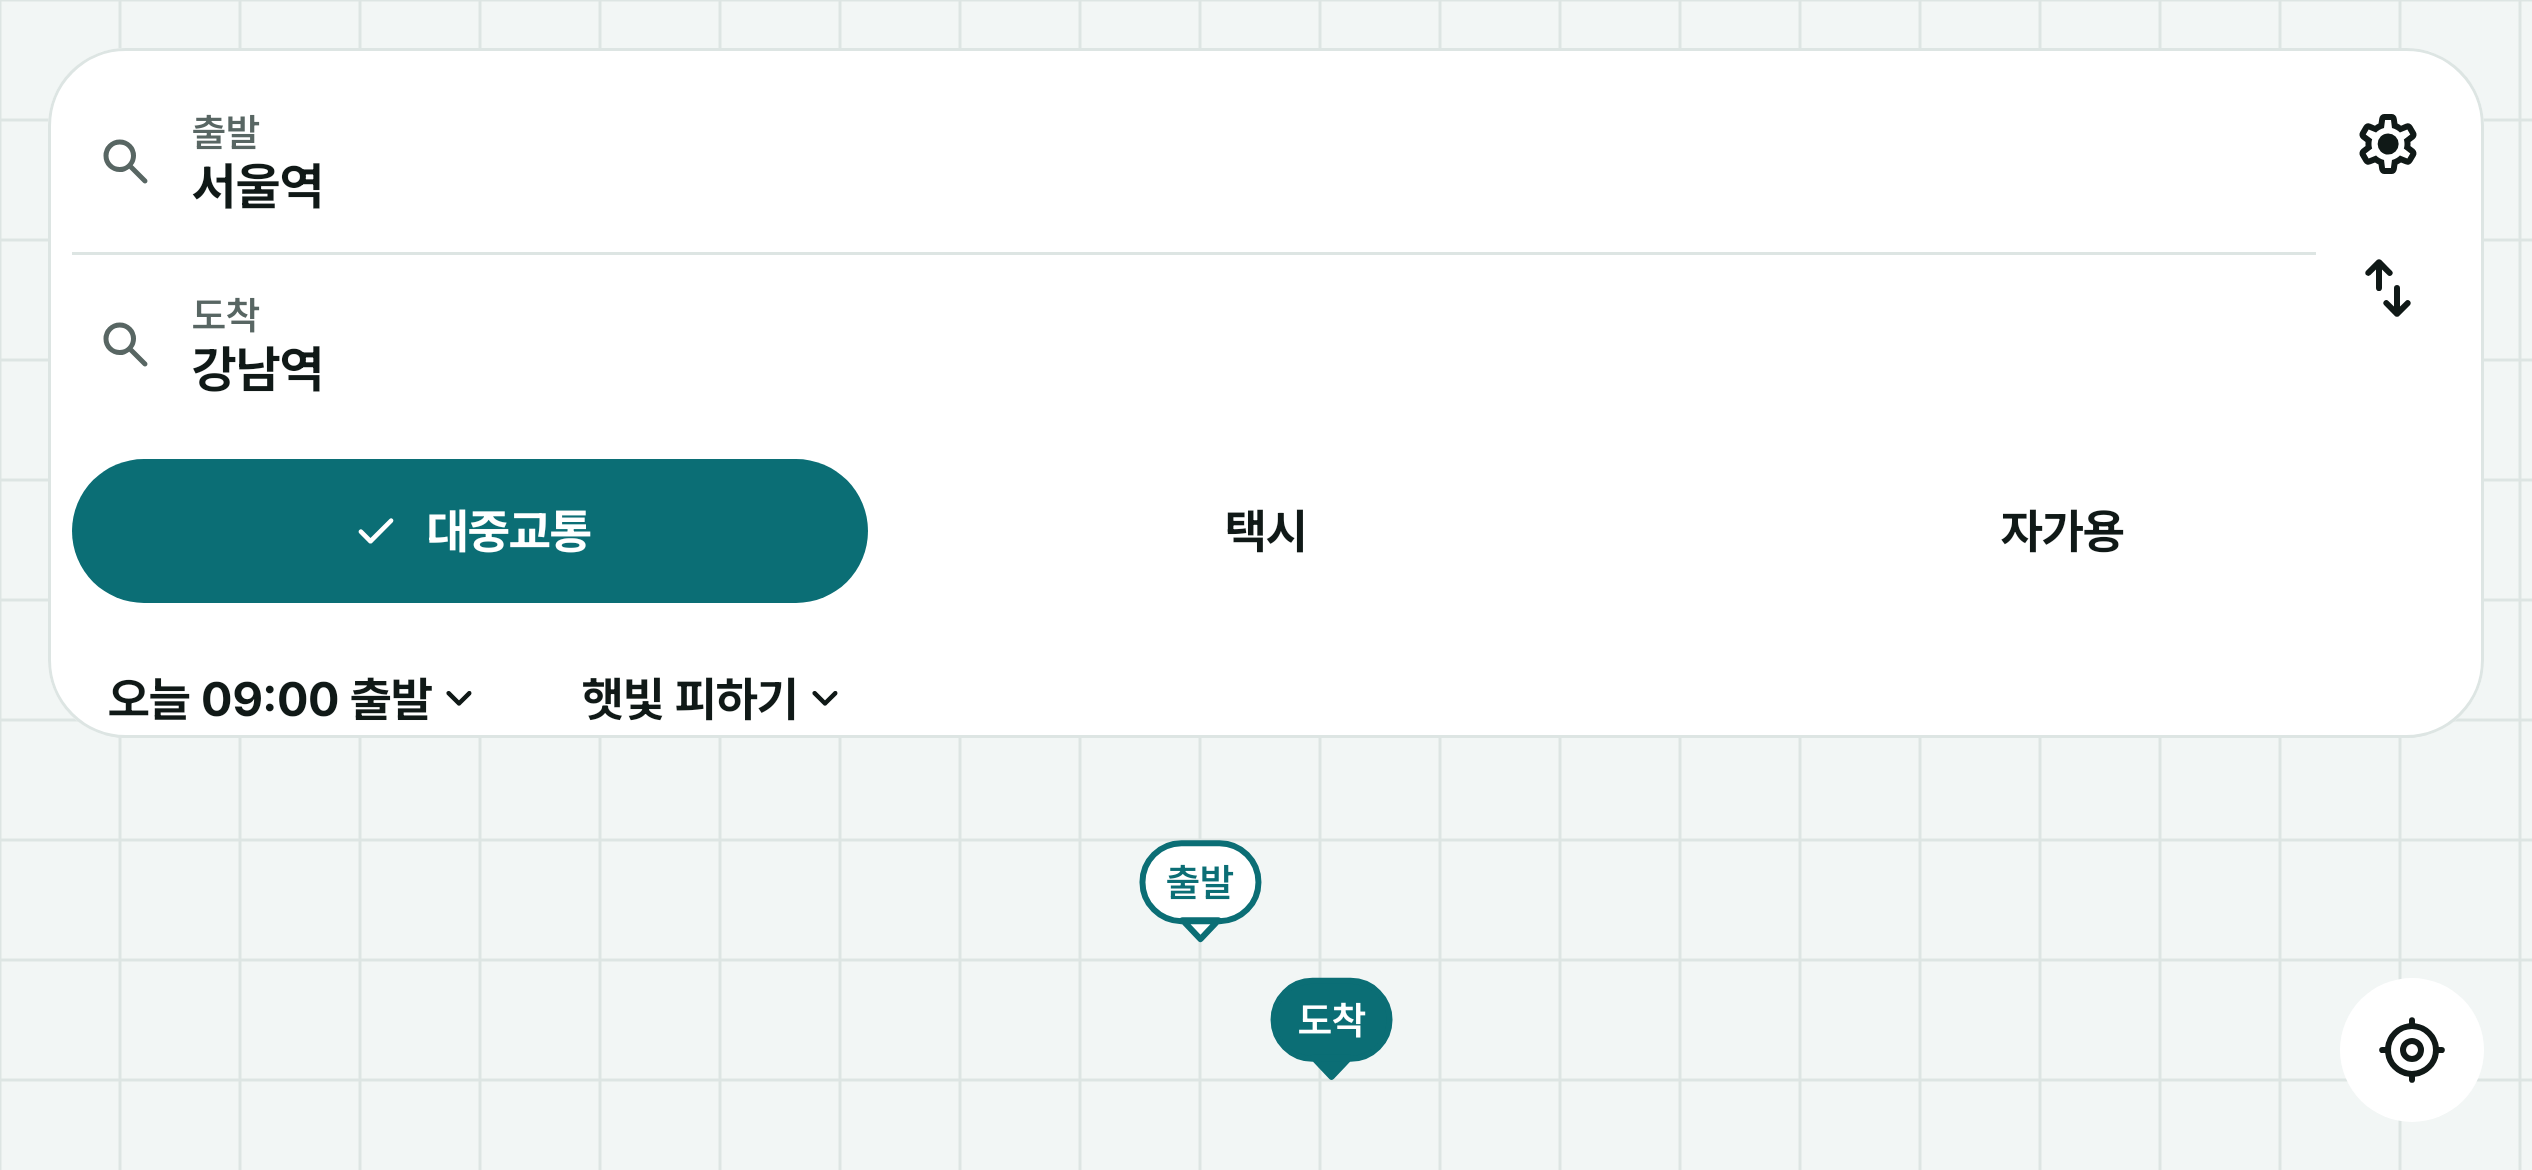 출발
서울역
도착
강남역
대중교통 택시 자가용
오늘 09:00 출발 햇빛 피하기
출발
도착